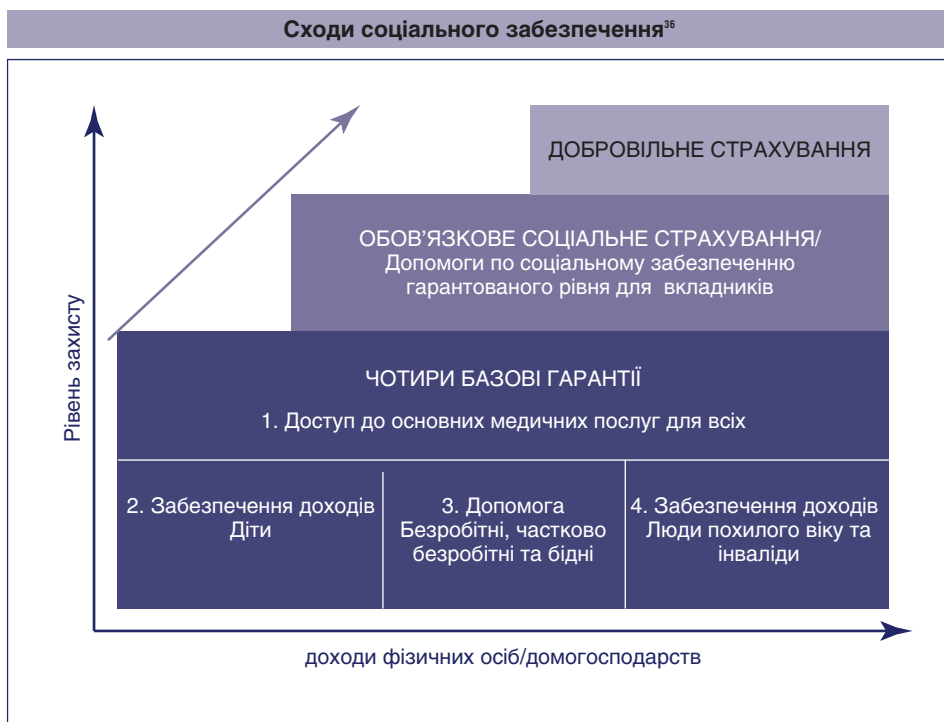 Сходи соціального забезпечення³⁶
ДОБРОВІЛЬНЕ СТРАХУВАННЯ
ОБОВ'ЯЗКОВЕ СОЦІАЛЬНЕ СТРАХУВАННЯ/
Допомоги по соціальному забезпеченню
гарантованого рівня для вкладників
Рівень захисту
ЧОТИРИ БАЗОВІ ГАРАНТІЇ
1. Доступ до основних медичних послуг для всіх
2. Забезпечення доходів
Діти
3. Допомога
Безробітні, частково
безробітні та бідні
4. Забезпечення доходів
Люди похилого віку та
інваліди
доходи фізичних осіб/домогосподарств